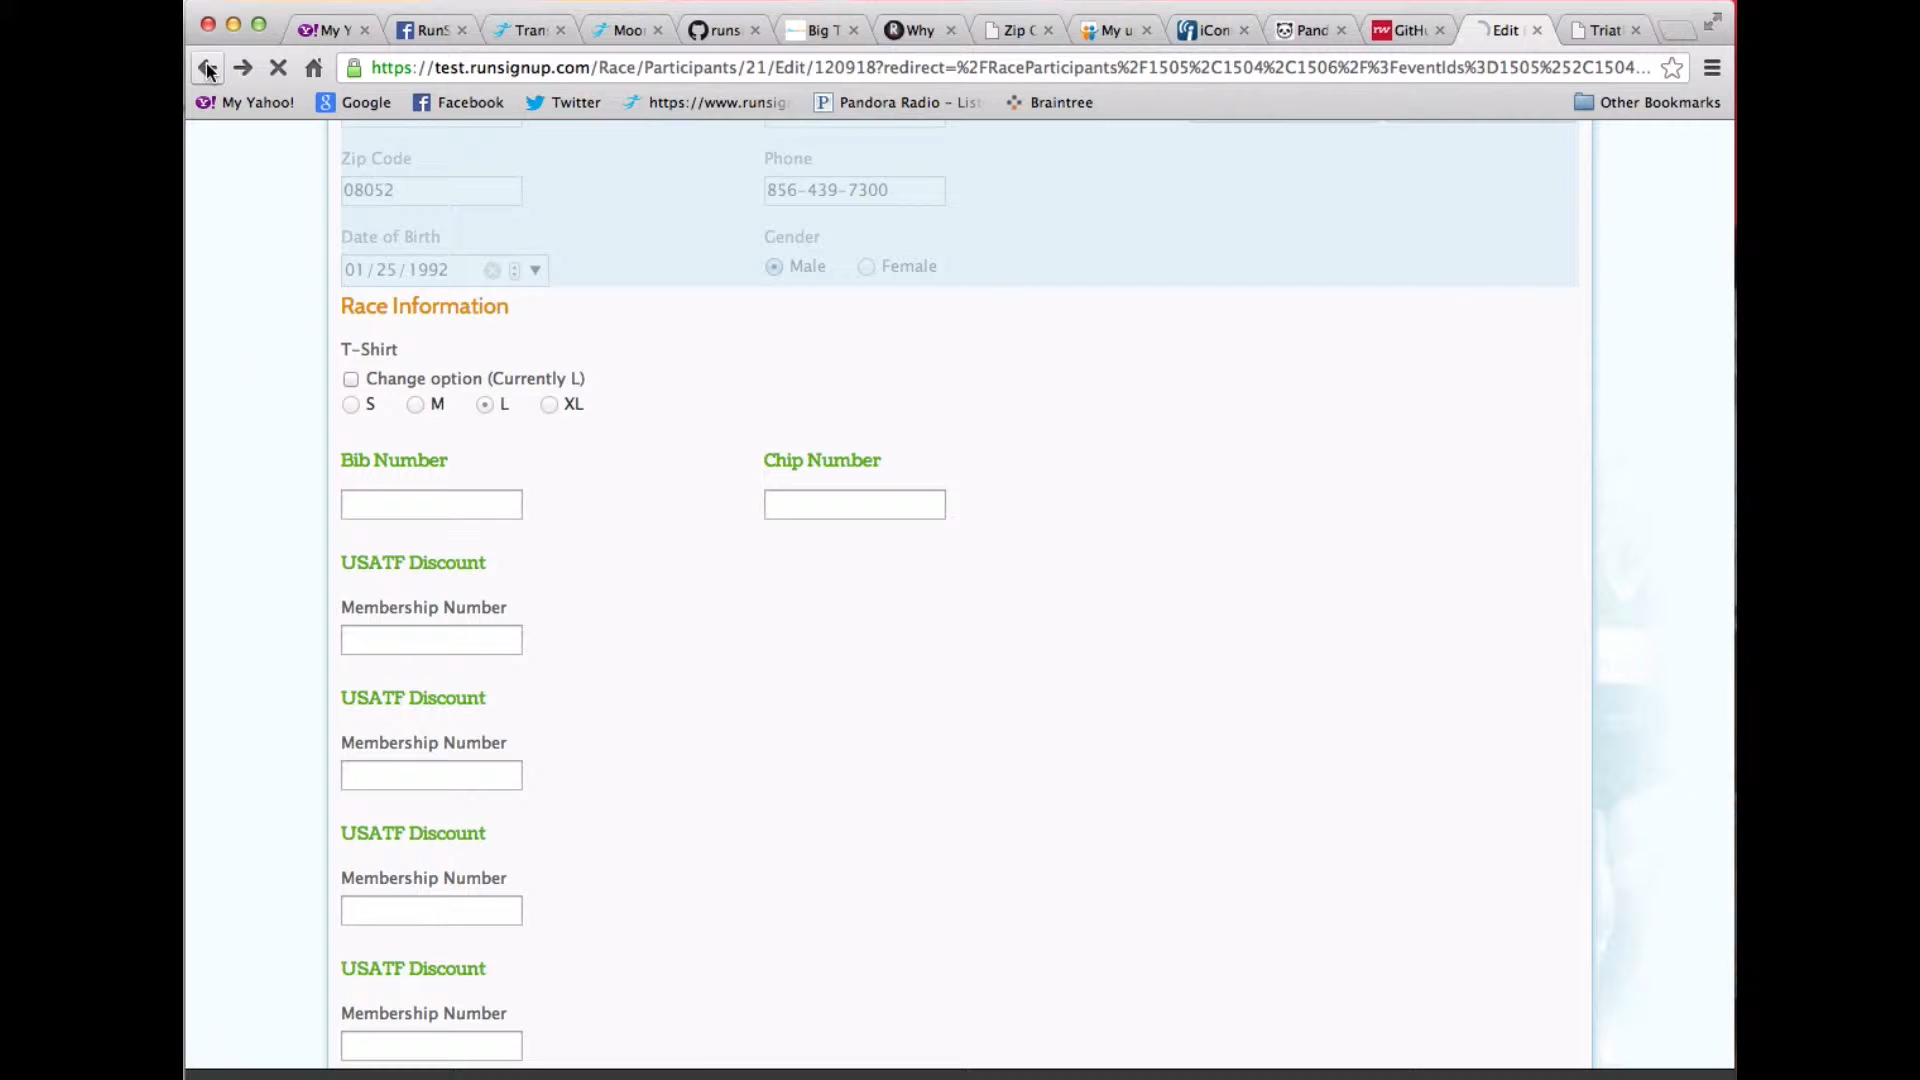 My Y
RunS
Tran
Moor
runs
Big T
Why
Zip C
My u
iCon
Pand
GitHu
Edit
Triat
https://test.runsignup.com/Race/Participants/21/Edit/120918?redirect=%2FRaceParticipants%2F1505%2C1504%2C1506%2F%3FeventIds%3D1505%252C1504...
My Yahoo!
Google
Facebook
Twitter
https://www.runsig
Pandora Radio – List
Braintree
Other Bookmarks
Zip Code
Phone
08052
856-439-7300
Date of Birth
Gender
01/25/1992
Male
Female
Race Information
T-Shirt
Change option (Currently L)
S M L XL
Bib Number
Chip Number
USATF Discount
Membership Number
USATF Discount
Membership Number
USATF Discount
Membership Number
USATF Discount
Membership Number